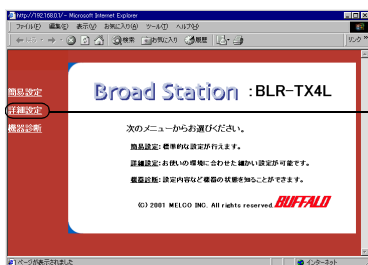 http://192.168.0.1/ - Microsoft Internet Explorer
ファイル(F) 編集(E) 表示(V) お気に入り(A) ツール(T) ヘルプ(H)
検索 お気に入り 履歴
リンク
簡易設定
詳細設定
機器診断
Broad Station :BLR-TX4L
次のメニューからお選びください。
簡易設定: 標準的な設定が行えます。
詳細設定: お使いの環境に合わせた細かい設定が可能です。
機器診断: 設定内容など機器の状態を知ることができます。
(C) 2001 MELCO INC. All rights reserved. BUFFALO
ページが表示されました
インターネット